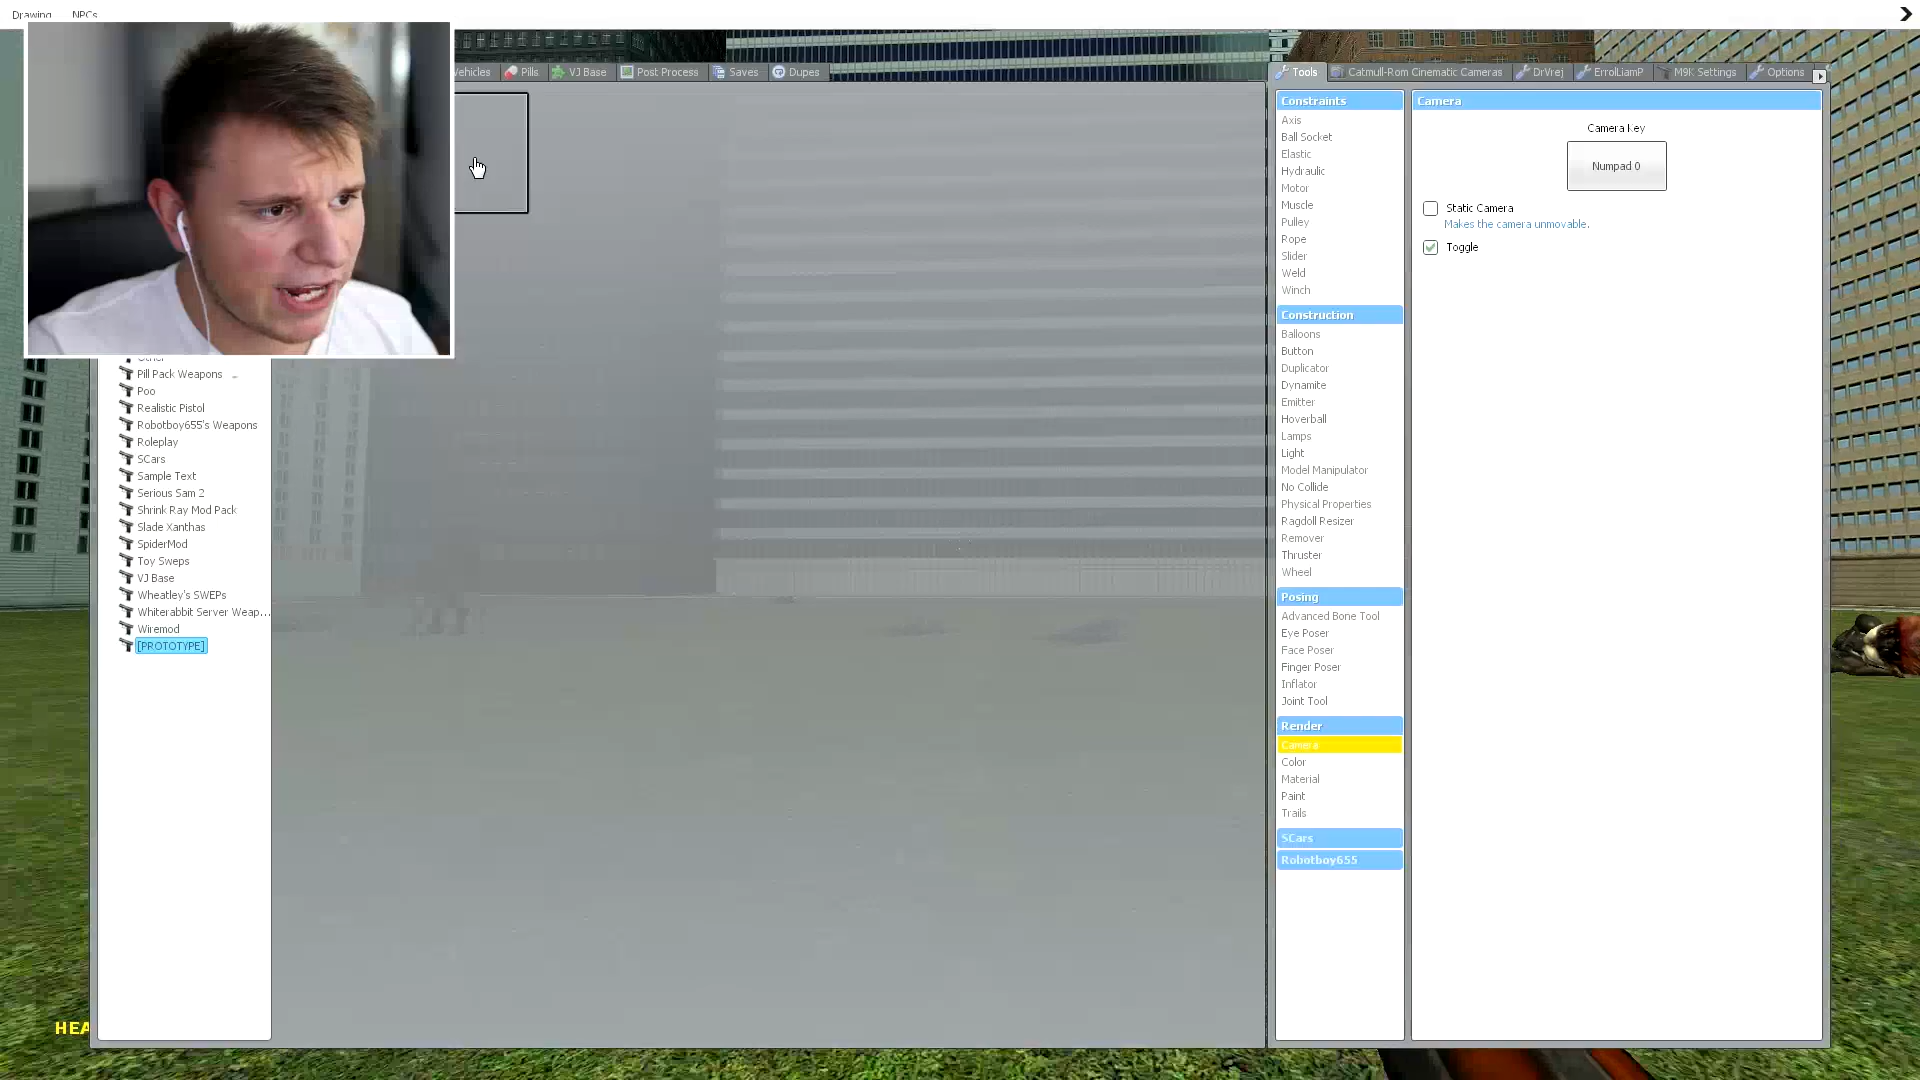 Drawing NPCs
Vehicles Pills VJ Base Post Process Saves Dupes
Pill Pack Weapons
Poo
Realistic Pistol
Robotboy655's Weapons
Roleplay
SCars
Sample Text
Serious Sam 2
Shrink Ray Mod Pack
Slade Xanthas
SpiderMod
Toy Sweps
VJ Base
Wheatley's SWEPs
Whiterabbit Server Weap...
Wiremod
[PROTOTYPE]
HEA
Tools Catmull-Rom Cinematic Cameras DrVrej ErrolLiamP M9K Settings Options
Constraints
Axis
Ball Socket
Elastic
Hydraulic
Motor
Muscle
Pulley
Rope
Slider
Weld
Winch
Construction
Balloons
Button
Duplicator
Dynamite
Emitter
Hoverball
Lamps
Light
Model Manipulator
No Collide
Physical Properties
Ragdoll Resizer
Remover
Thruster
Wheel
Posing
Advanced Bone Tool
Eye Poser
Face Poser
Finger Poser
Inflator
Joint Tool
Render
Camera
Color
Material
Paint
Trails
SCars
Robotboy655
Camera
Camera Key
Numpad 0
Static Camera
Makes the camera unmovable.
Toggle